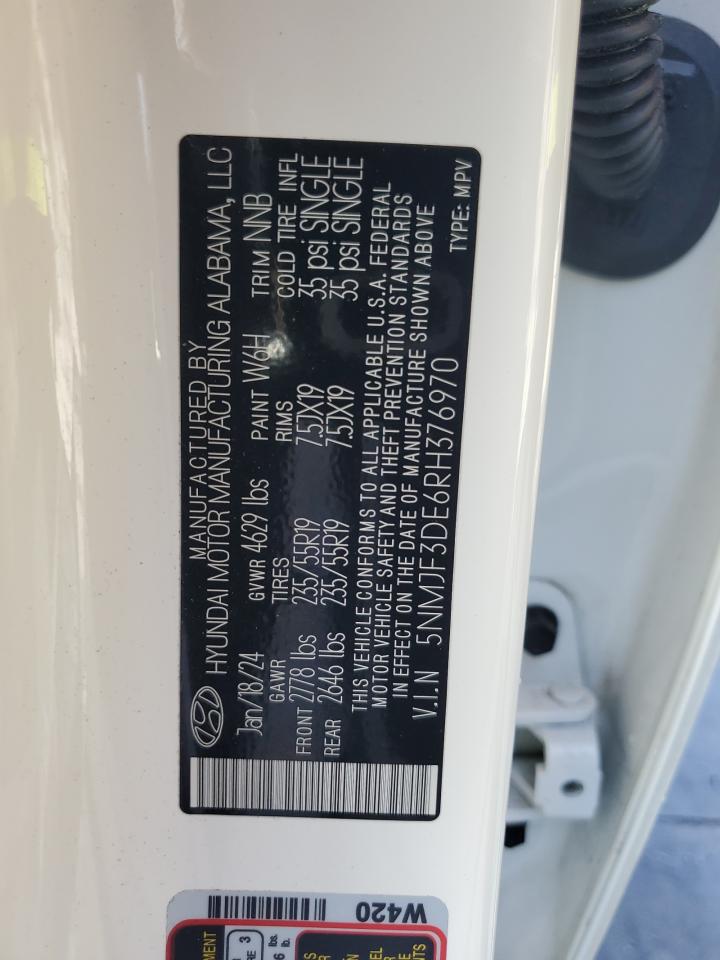 MANUFACTURED BY
HYUNDAI MOTOR MANUFACTURING ALABAMA, LLC
Jan/18/24 GVWR 4629 lbs PAINT W6H TRIM NNB
GAWR TIRES RIMS COLD TIRE INFL
FRONT 2778 lbs 235/55R19 7.5JX19 35 psi SINGLE
REAR 2646 lbs 235/55R19 7.5JX19 35 psi SINGLE
THIS VEHICLE CONFORMS TO ALL APPLICABLE U.S.A. FEDERAL
MOTOR VEHICLE SAFETY AND THEFT PREVENTION STANDARDS
IN EFFECT ON THE DATE OF MANUFACTURE SHOWN ABOVE
V.I.N 5NMJF3DE6RH376970
TYPE: MPV
W420
3
lbs.
lb.